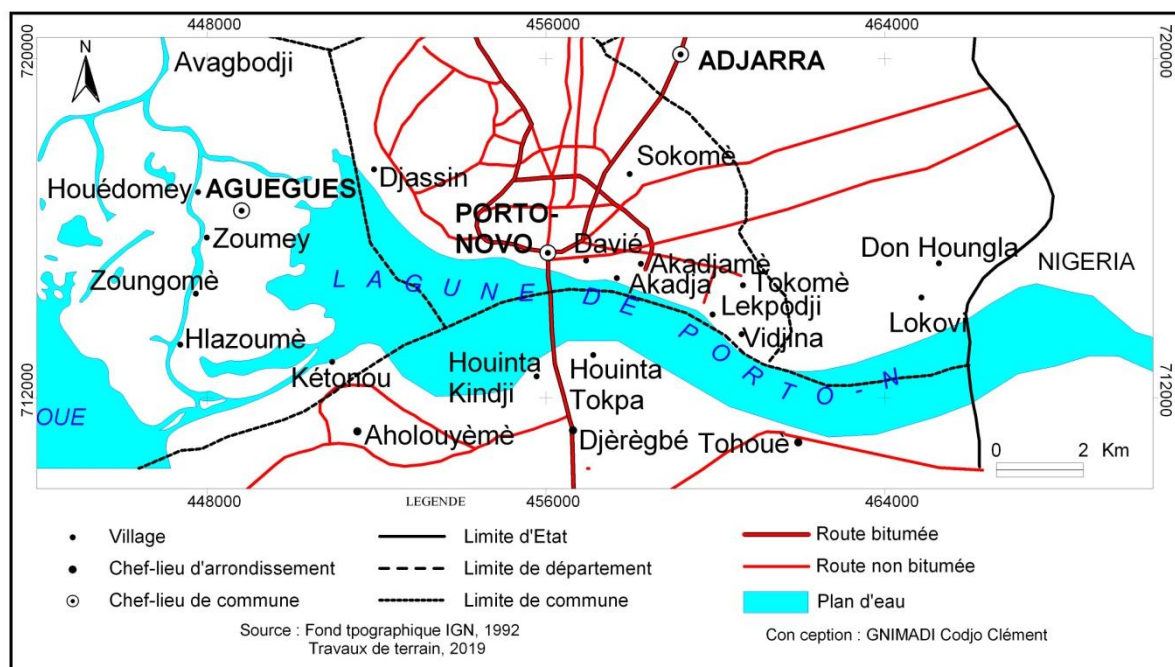 448000
456000
464000
720000
720000
N
Avagbodji
ADJARRA
Sokomè
Djassin
Houédomey
AGUEGUES
PORTO-
NOVO
Zoumey
Davié
Don Houngla
Akadjamè
NIGERIA
Zoungomè
Akadja
Tokomè
LAGUNE DE PORTO-N
Lekpodji
Lokovi
Vidjina
Hlazoumè
Kétonou
Houinta
Kindji
Houinta
Tokpa
712000
712000
OUE
Aholouyèmè
Djèrègbé
Tohouè
0 2 Km
448000
456000
464000
LEGENDE
Village
Limite d'Etat
Route bitumée
Chef-lieu d'arrondissement
Limite de département
Route non bitumée
Chef-lieu de commune
Limite de commune
Plan d'eau
Source : Fond tpographique IGN, 1992
Travaux de terrain, 2019
Con ception : GNIMADI Codjo Clément